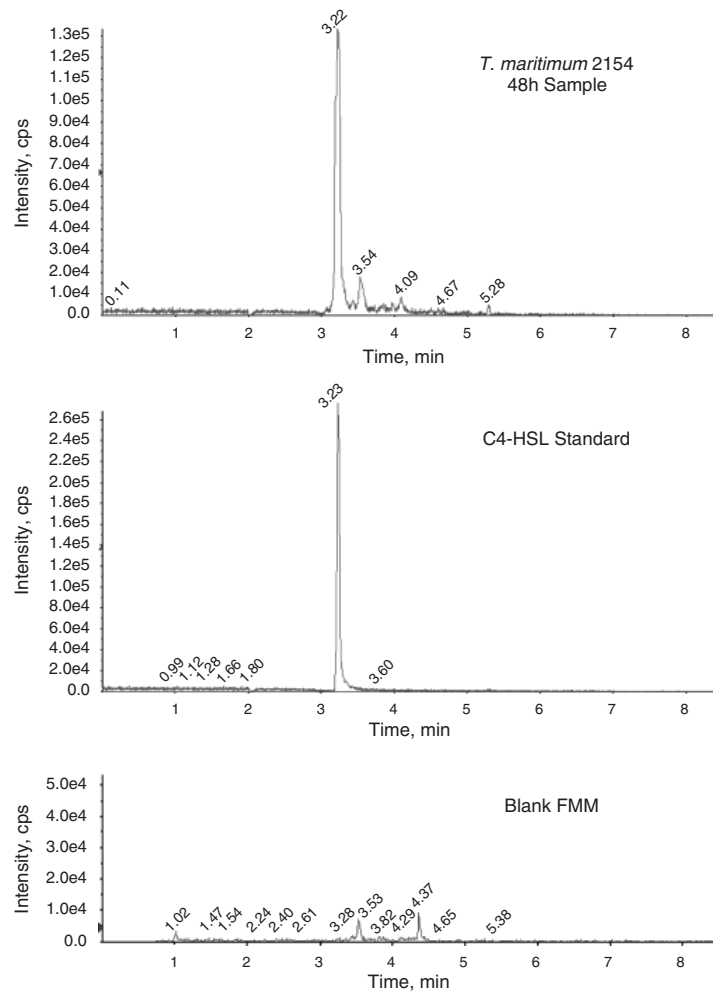 3.22
1.3e5
1.2e5
1.1e5
1.0e5
9.0e4
8.0e4
7.0e4
6.0e4
5.0e4
4.0e4
3.0e4
2.0e4
1.0e4
0.0
Intensity, cps
T. maritimum 2154
48h Sample
0.11
3.54
4.09
4.67
5.28
1 2 3 4 5 6 7 8
Time, min
3.23
2.6e5
2.4e5
2.2e5
2.0e5
1.8e5
1.6e5
1.4e5
1.2e5
1.0e5
8.0e4
6.0e4
4.0e4
2.0e4
0.0
Intensity, cps
C4-HSL Standard
0.99 1.12 1.28 1.66 1.80
3.60
1 2 3 4 5 6 7 8
Time, min
5.0e4
4.0e4
3.0e4
2.0e4
1.0e4
0.0
Intensity, cps
Blank FMM
1.02 1.47 1.54 2.24 2.40 2.61 3.28 3.53 3.82 4.29 4.37 4.65 5.38
1 2 3 4 5 6 7 8
Time, min